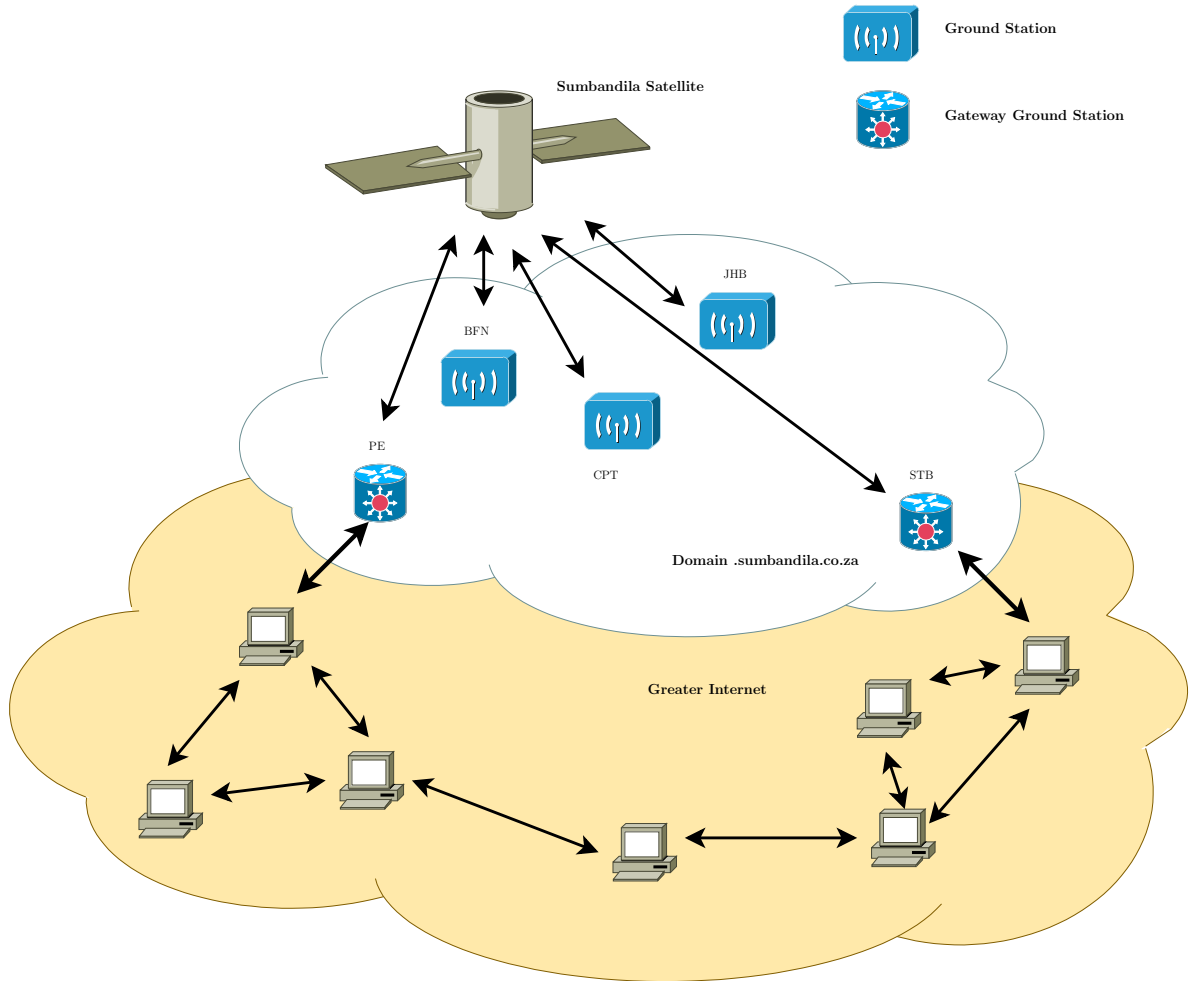 Ground Station
Sumbandila Satellite
Gateway Ground Station
JHB
BFN
PE
CPT
STB
Domain .sumbandila.co.za
Greater Internet